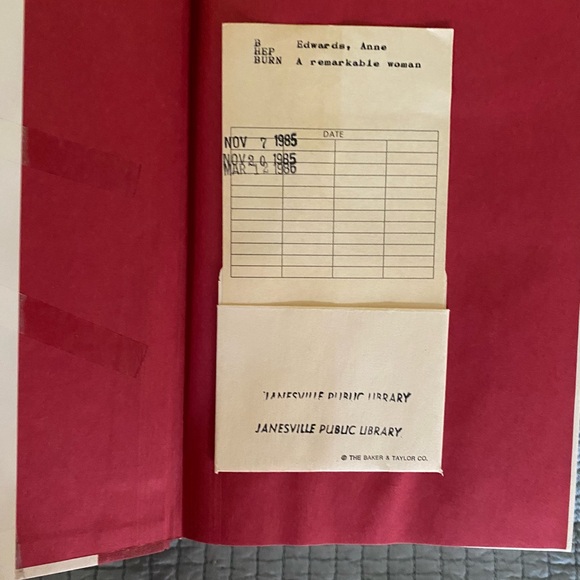 B Edwards, Anne
HEP
BURN A remarkable woman
DATE
NOV 7 1985
NOV 20 1985
MAR 12 1986
JANESVILLE PUBLIC LIBRARY
JANESVILLE PUBLIC LIBRARY
© THE BAKER & TAYLOR CO.